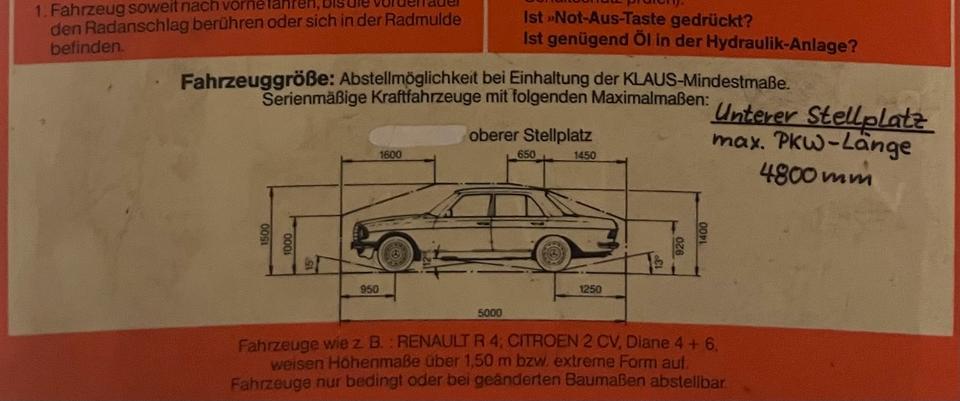 1. Fahrzeug soweit nach vorne fahren, bis die Vorderräder
den Radanschlag berühren oder sich in der Radmulde
befinden.
Ist »Not-Aus-Taste gedrückt?
Ist genügend Öl in der Hydraulik-Anlage?
Fahrzeuggröße: Abstellmöglichkeit bei Einhaltung der KLAUS-Mindestmaße.
Serienmäßige Kraftfahrzeuge mit folgenden Maximalmaßen:
Unterer Stellplatz
max. PKW-Länge
4800 mm
oberer Stellplatz
1600 650 1450
1500 1000 15° 12° 13° 920 1400
950 1250
5000
Fahrzeuge wie z. B. : RENAULT R 4; CITROEN 2 CV, Diane 4 + 6,
weisen Höhenmaße über 1,50 m bzw. extreme Form auf.
Fahrzeuge nur bedingt oder bei geänderten Baumaßen abstellbar.